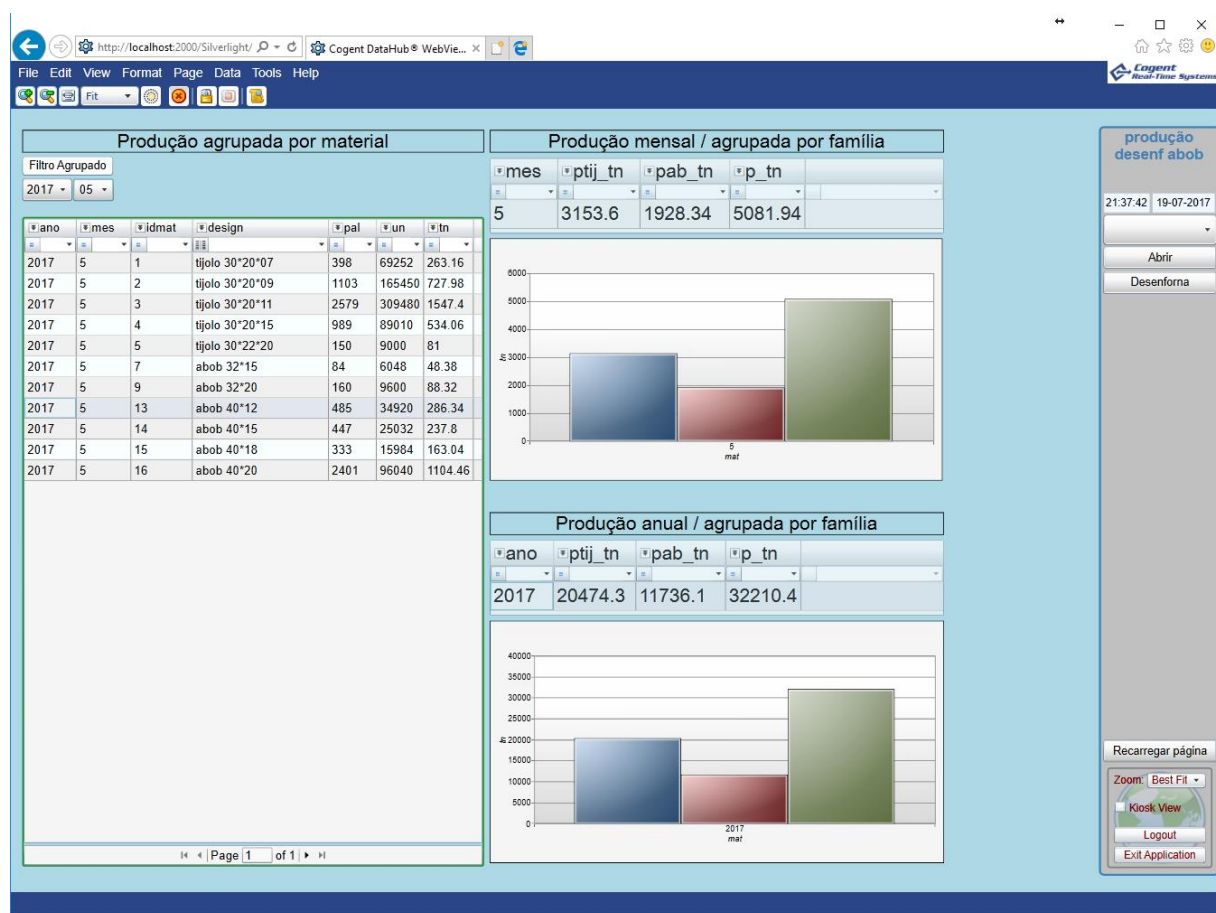 http://localhost:2000/Silverlight/
Cogent DataHub® WebVie...
File Edit View Format Page Data Tools Help
Cogent
Real-Time Systems
Fit
Produção agrupada por material
Filtro Agrupado
2017 05
ano mes idmat design pal un tn
2017 5 1 tijolo 30*20*07 398 69252 263.16
2017 5 2 tijolo 30*20*09 1103 165450 727.98
2017 5 3 tijolo 30*20*11 2579 309480 1547.4
2017 5 4 tijolo 30*20*15 989 89010 534.06
2017 5 5 tijolo 30*22*20 150 9000 81
2017 5 7 abob 32*15 84 6048 48.38
2017 5 9 abob 32*20 160 9600 88.32
2017 5 13 abob 40*12 485 34920 286.34
2017 5 14 abob 40*15 447 25032 237.8
2017 5 15 abob 40*18 333 15984 163.04
2017 5 16 abob 40*20 2401 96040 1104.46
Page 1 of 1
Produção mensal / agrupada por família
mes ptij_tn pab_tn p_tn
5 3153.6 1928.34 5081.94
6000
5000
4000
tn 3000
2000
1000
0
5
mat
Produção anual / agrupada por família
ano ptij_tn pab_tn p_tn
2017 20474.3 11736.1 32210.4
40000
35000
30000
25000
tn 20000
15000
10000
5000
0
2017
mat
produção
desenf abob
21:37:42 19-07-2017
Abrir
Desenforna
Recarregar página
Zoom: Best Fit
Kiosk View
Logout
Exit Application